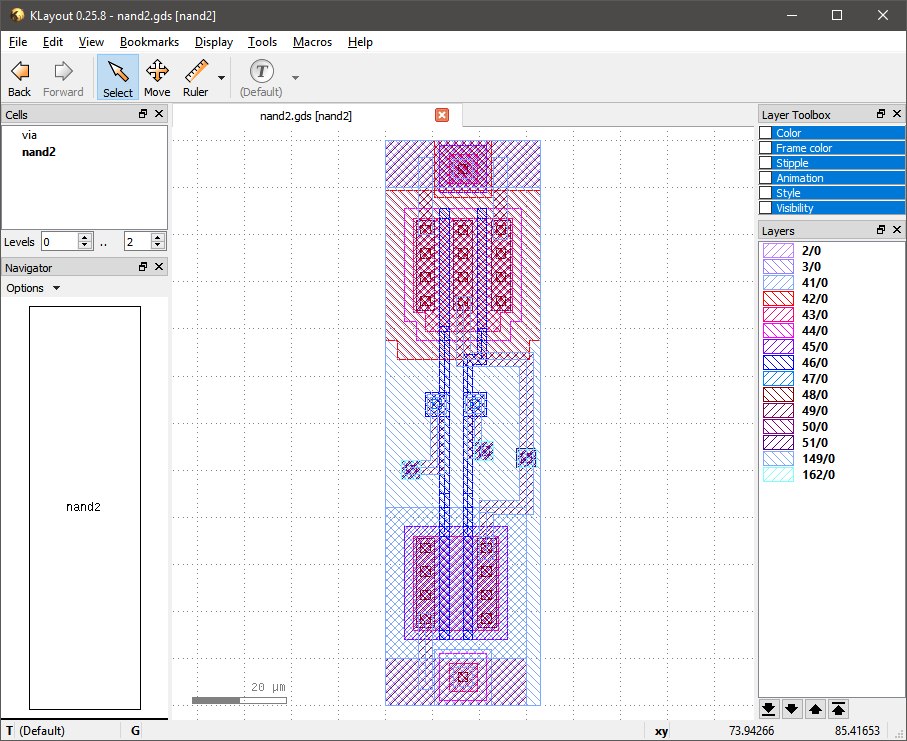 KLayout 0.25.8 - nand2.gds [nand2]
File Edit View Bookmarks Display Tools Macros Help
Back Forward Select Move Ruler T (Default)
Cells
via
nand2
Levels 0 .. 2
Navigator
Options
nand2
nand2.gds [nand2]
20 µm
Layer Toolbox
Color
Frame color
Stipple
Animation
Style
Visibility
Layers
2/0
3/0
41/0
42/0
43/0
44/0
45/0
46/0
47/0
48/0
49/0
50/0
51/0
149/0
162/0
T (Default) G xy 73.94266 85.41653